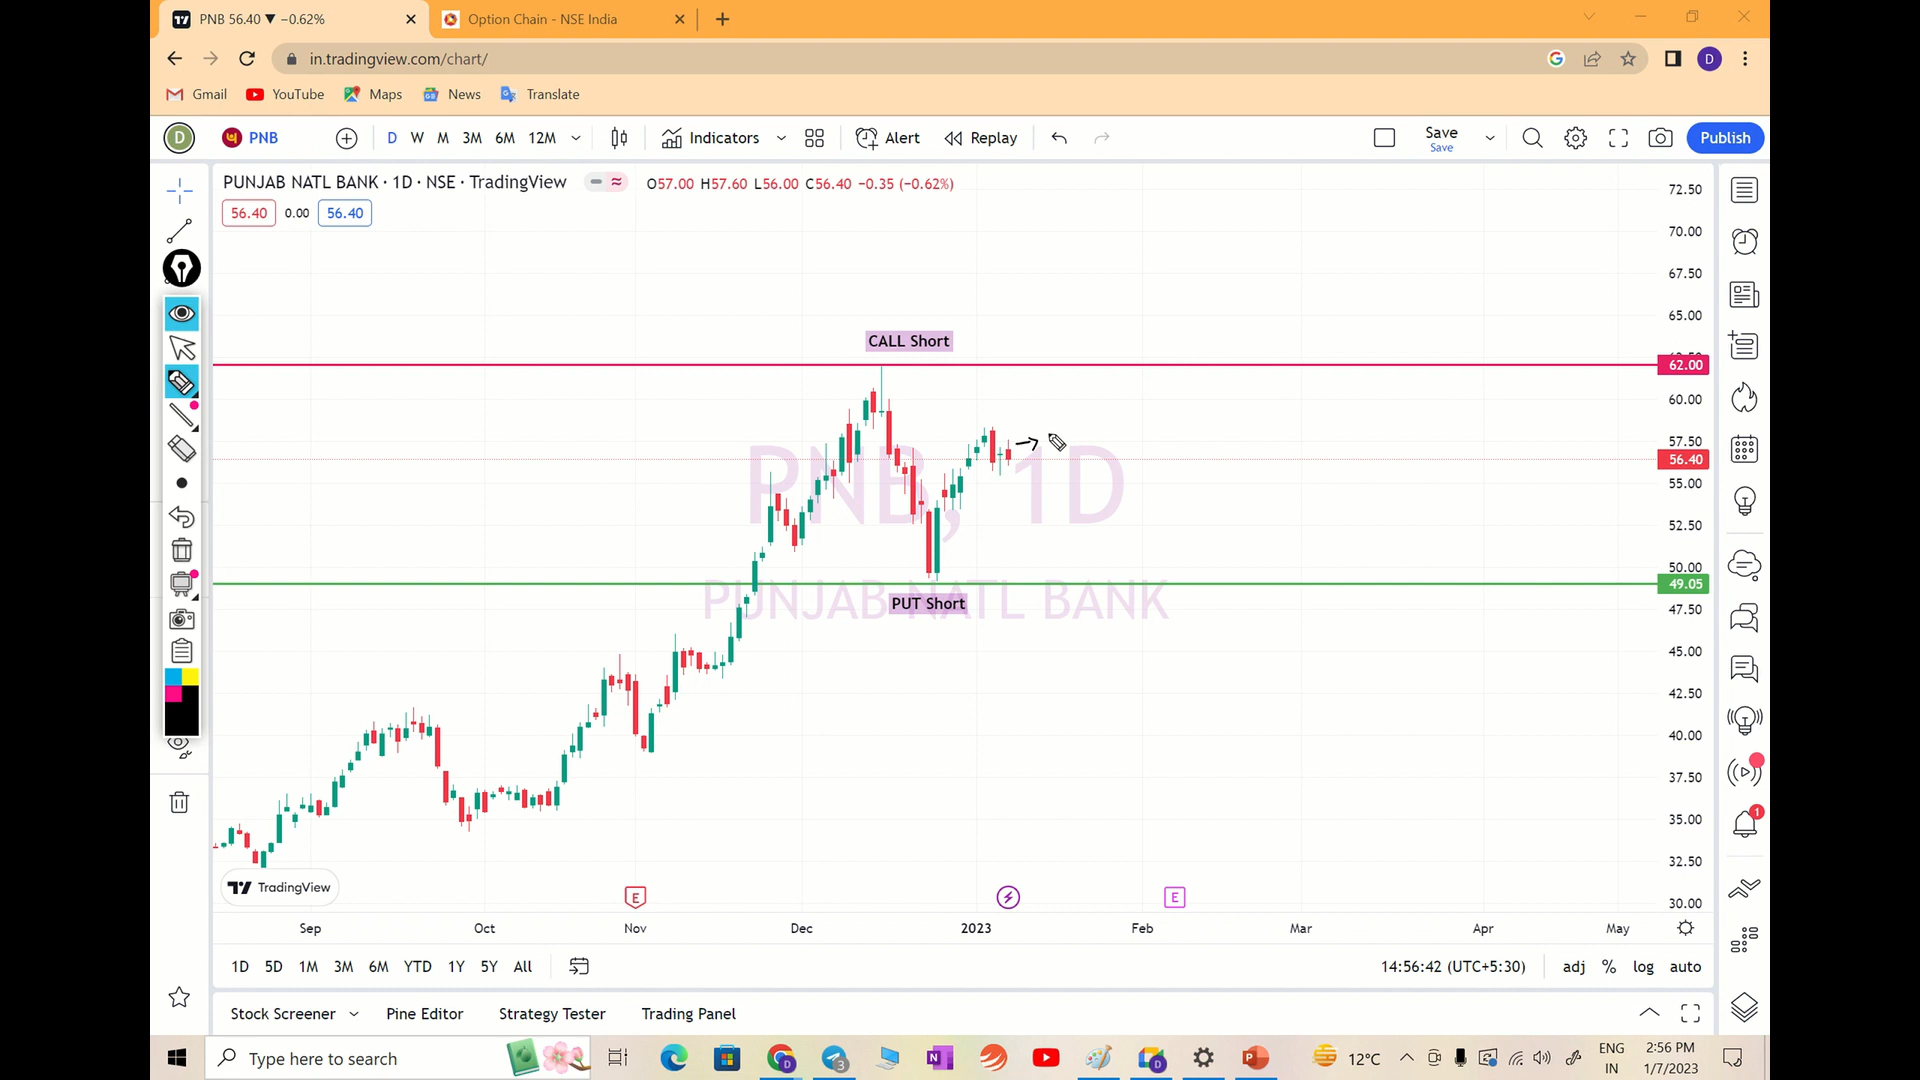 PNB 56.40 ▼ −0.62%
Option Chain - NSE India
in.tradingview.com/chart/
D
Gmail
YouTube
Maps
News
Translate
D
PNB
D W M 3M 6M 12M
Indicators
Alert
Replay
Save
Save
Publish
PUNJAB NATL BANK · 1D · NSE · TradingView
O57.00 H57.60 L56.00 C56.40 −0.35 (−0.62%)
56.40 0.00 56.40
72.50
70.00
67.50
65.00
CALL Short
62.00
60.00
57.50
56.40
55.00
52.50
50.00
49.05
PNB, 1D
PUNJAB NATL BANK
PUT Short
47.50
45.00
42.50
40.00
37.50
35.00
32.50
30.00
TradingView
E
E
Sep Oct Nov Dec 2023 Feb Mar Apr May
1D 5D 1M 3M 6M YTD 1Y 5Y All
14:56:42 (UTC+5:30) adj % log auto
1
Stock Screener Pine Editor Strategy Tester Trading Panel
Type here to search
12°C
ENG
IN
2:56 PM
1/7/2023